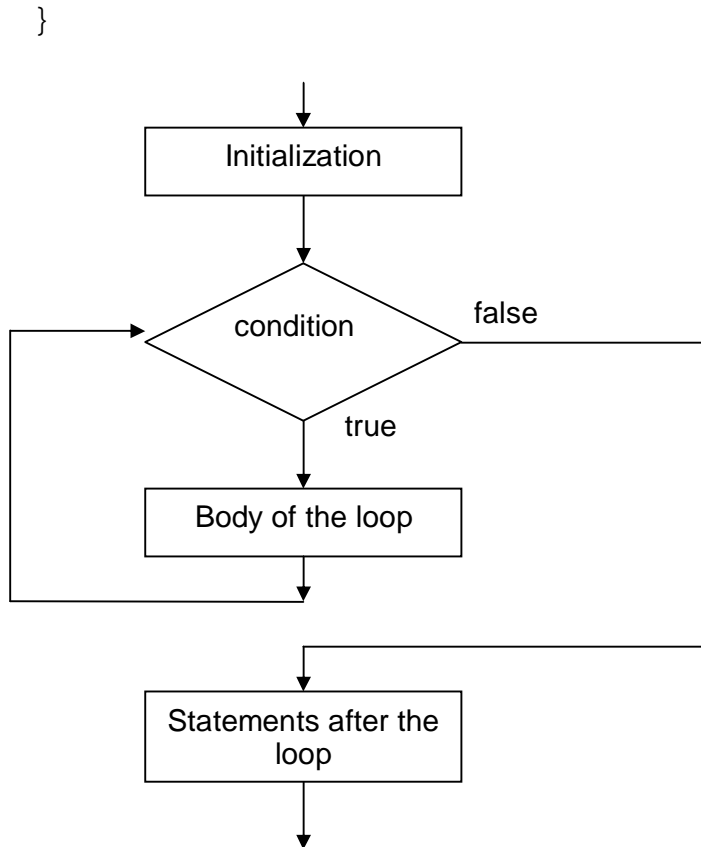 }
Initialization
condition
false
true
Body of the loop
Statements after the
loop